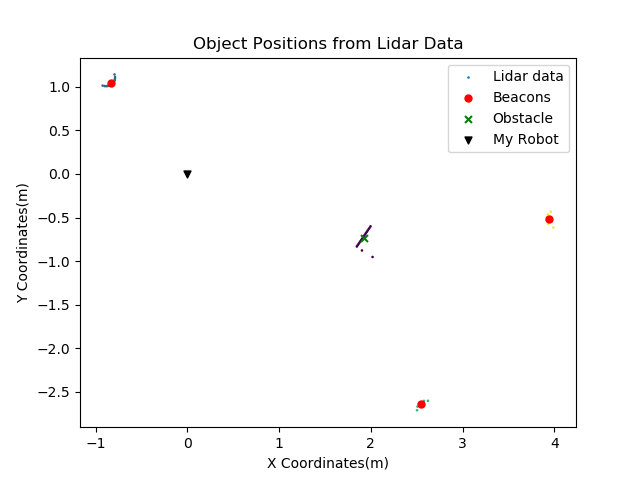 Object Positions from Lidar Data
Lidar data
Beacons
Obstacle
My Robot
1.0
0.5
0.0
−0.5
−1.0
−1.5
−2.0
−2.5
Y Coordinates(m)
−1
0
1
2
3
4
X Coordinates(m)